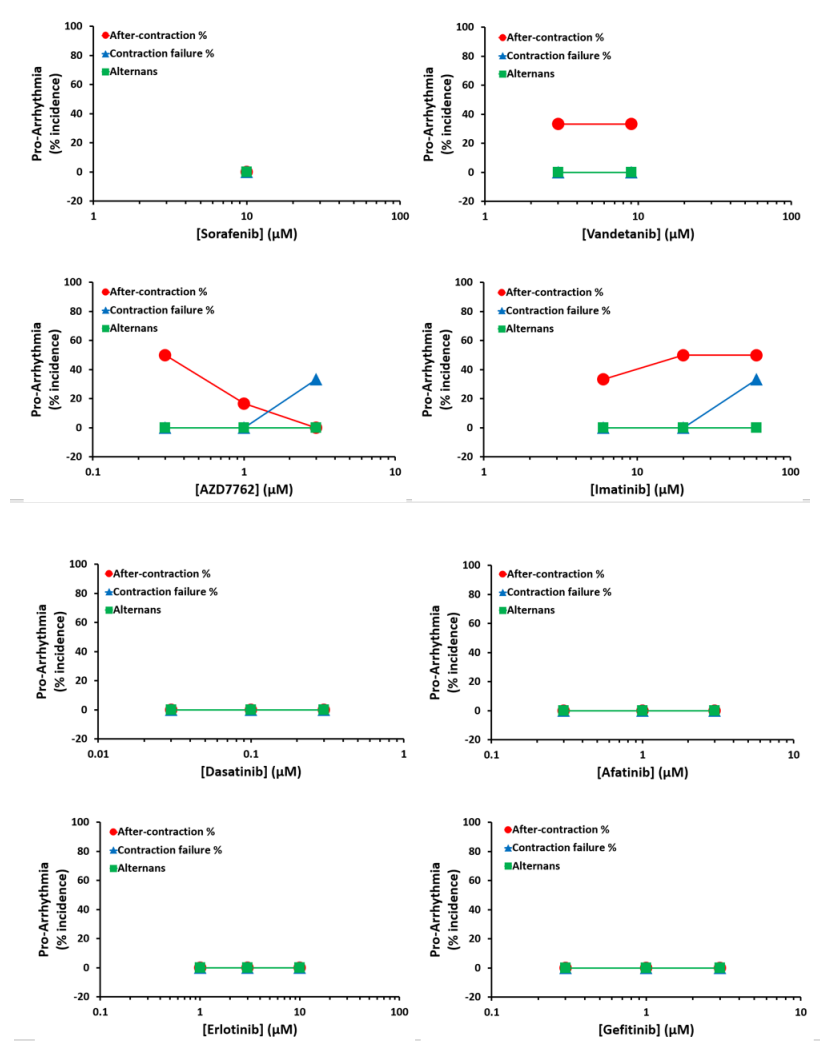 Pro-Arrhythmia
(% incidence)
100
80
60
40
20
0
-20
After-contraction %
Contraction failure %
Alternans
1
10
100
[Sorafenib] (µM)
Pro-Arrhythmia
(% incidence)
100
80
60
40
20
0
-20
After-contraction %
Contraction failure %
Alternans
1
10
100
[Vandetanib] (µM)
Pro-Arrhythmia
(% incidence)
100
80
60
40
20
0
-20
After-contraction %
Contraction failure %
Alternans
0.1
1
10
[AZD7762] (µM)
Pro-Arrhythmia
(% incidence)
100
80
60
40
20
0
-20
After-contraction %
Contraction failure %
Alternans
1
10
100
[Imatinib] (µM)
Pro-Arrhythmia
(% incidence)
100
80
60
40
20
0
-20
After-contraction %
Contraction failure %
Alternans
0.01
0.1
1
[Dasatinib] (µM)
Pro-Arrhythmia
(% incidence)
100
80
60
40
20
0
-20
After-contraction %
Contraction failure %
Alternans
0.1
1
10
[Afatinib] (µM)
Pro-Arrhythmia
(% incidence)
100
80
60
40
20
0
-20
After-contraction %
Contraction failure %
Alternans
0.1
1
10
100
[Erlotinib] (µM)
Pro-Arrhythmia
(% incidence)
100
80
60
40
20
0
-20
After-contraction %
Contraction failure %
Alternans
0.1
1
10
[Gefitinib] (µM)